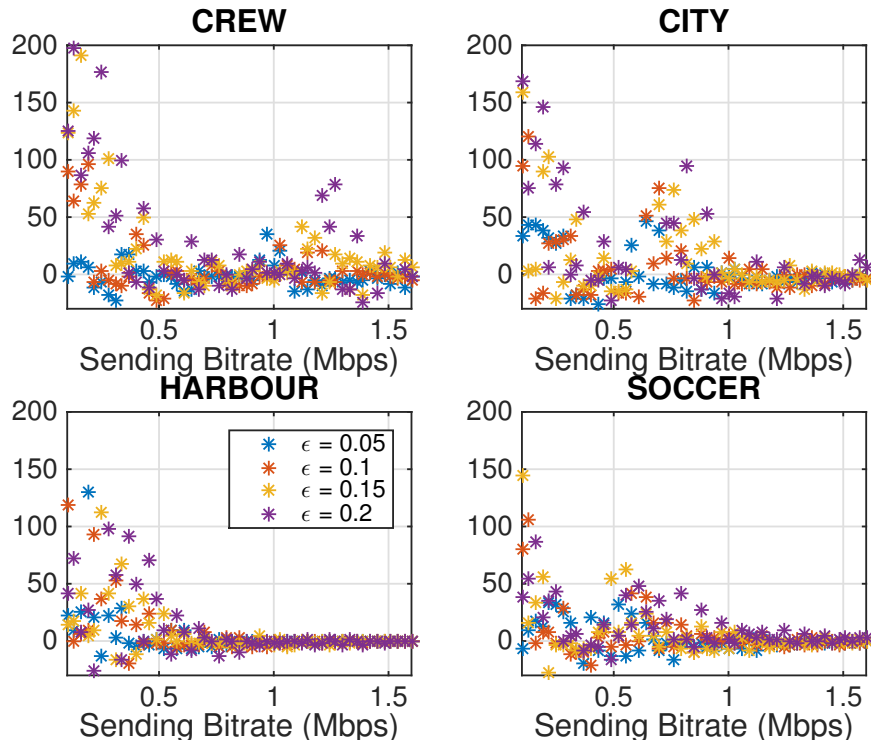 CREW
200
150
100
50
0
0.5 1 1.5
Sending Bitrate (Mbps)
CITY
200
150
100
50
0
0.5 1 1.5
Sending Bitrate (Mbps)
HARBOUR
200
150
100
50
0
ϵ = 0.05
ϵ = 0.1
ϵ = 0.15
ϵ = 0.2
0.5 1 1.5
Sending Bitrate (Mbps)
SOCCER
200
150
100
50
0
0.5 1 1.5
Sending Bitrate (Mbps)